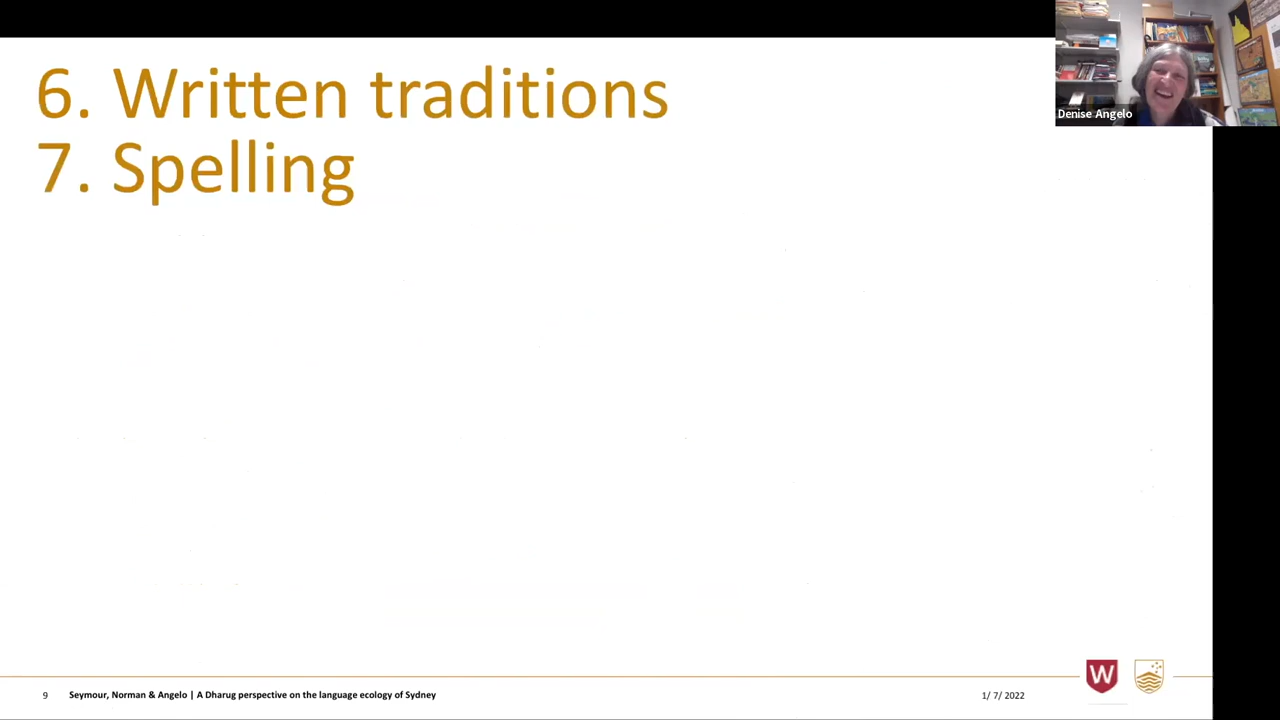 6. Written traditions
7. Spelling
Denise Angelo
9 Seymour, Norman & Angelo | A Dharug perspective on the language ecology of Sydney 1/ 7/ 2022
W